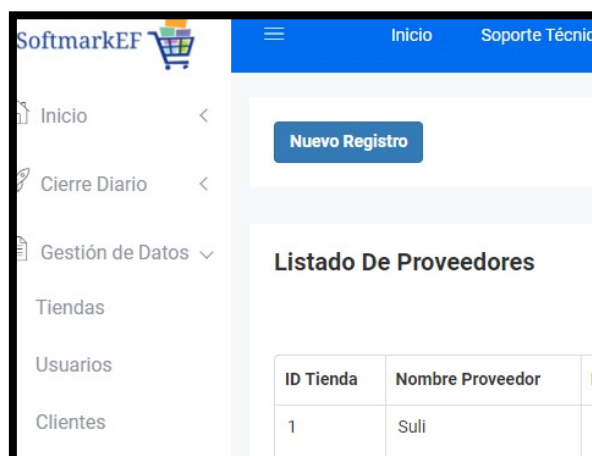 SoftmarkEF
Inicio
Cierre Diario
Gestión de Datos
Tiendas
Usuarios
Clientes
Inicio Soporte Técnic
Nuevo Registro
Listado De Proveedores
ID Tienda Nombre Proveedor
1 Suli